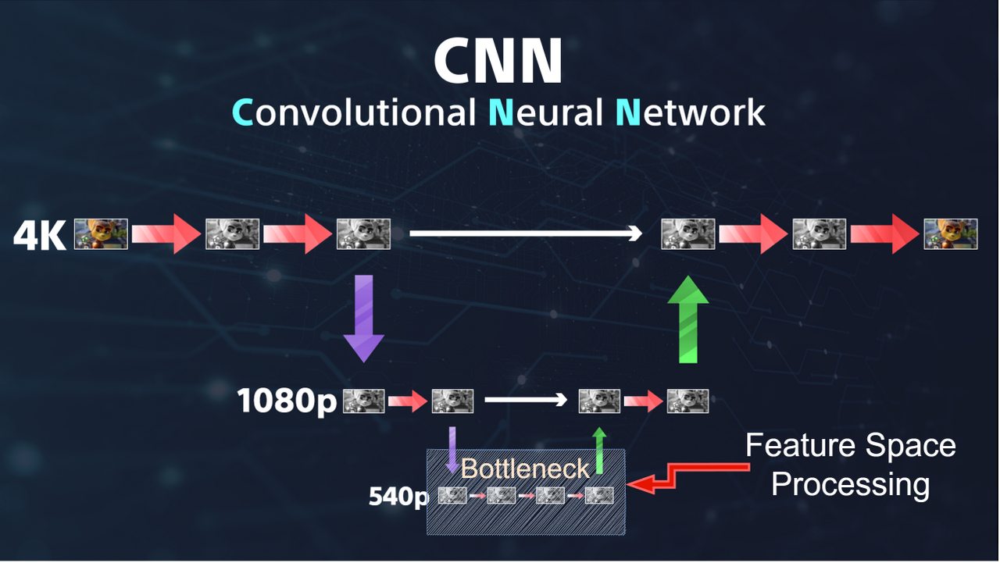 CNN
Convolutional Neural Network
4K
1080p
Bottleneck
540p
Feature Space
Processing